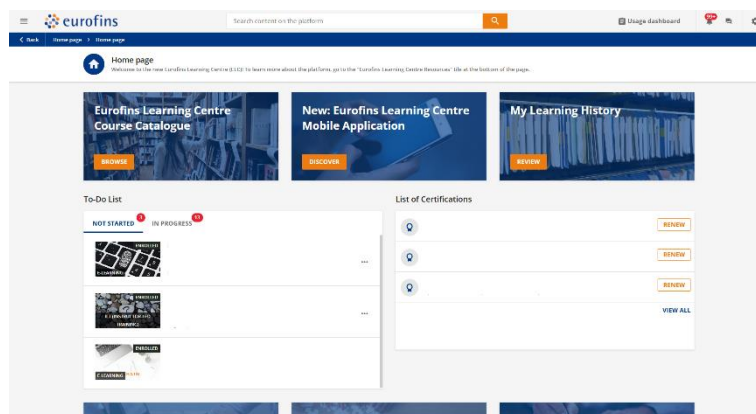 eurofins
Search content on the platform
Usage dashboard
99+
Back Home page > Home page
Home page
Welcome to the new Eurofins Learning Centre (ELC)! To learn more about the platform, go to the "Eurofins Learning Centre Resources" tile at the bottom of the page.
Eurofins Learning Centre
Course Catalogue
BROWSE
New: Eurofins Learning Centre
Mobile Application
DISCOVER
My Learning History
REVIEW
To-Do List
NOT STARTED
IN PROGRESS
ENROLLED
E-LEARNING
ENROLLED
ENROLLED
E-LEARNING
List of Certifications
RENEW
RENEW
RENEW
VIEW ALL